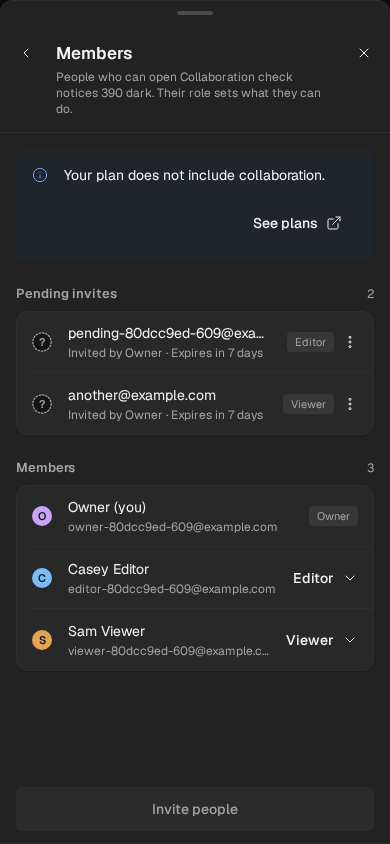 Members
People who can open Collaboration check
notices 390 dark. Their role sets what they can
do.
Your plan does not include collaboration.
See plans
Pending invites 2
? pending-80dcc9ed-609@exa... Editor
Invited by Owner · Expires in 7 days
? another@example.com Viewer
Invited by Owner · Expires in 7 days
Members 3
O Owner (you) Owner
owner-80dcc9ed-609@example.com
C Casey Editor Editor
editor-80dcc9ed-609@example.com
S Sam Viewer Viewer
viewer-80dcc9ed-609@example.c...
Invite people